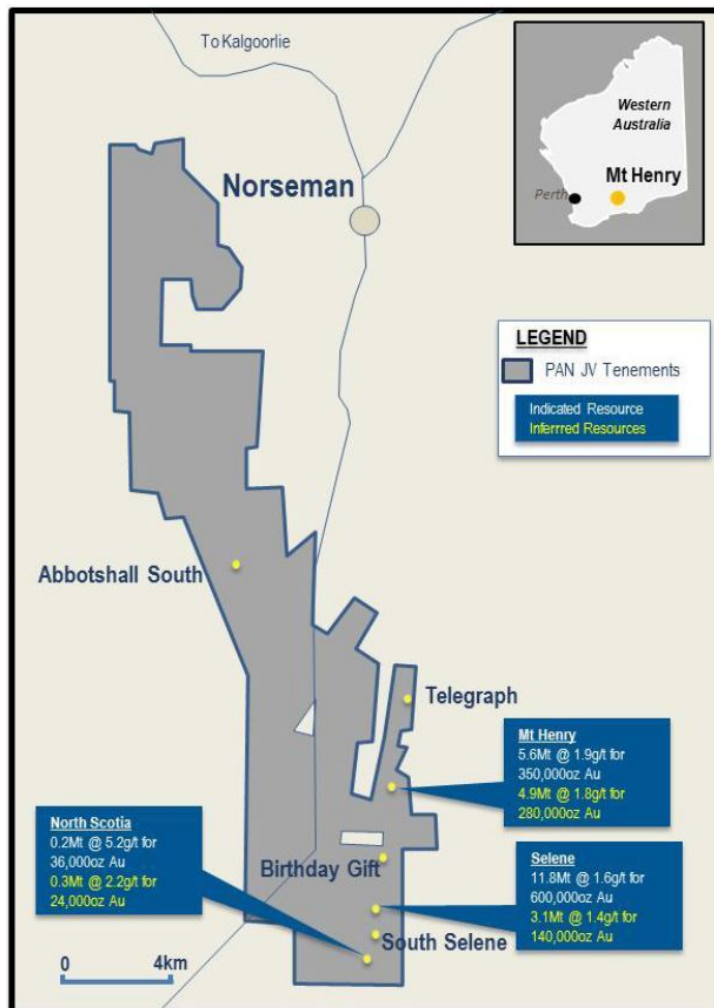 To Kalgoorlie
Western
Australia
Mt Henry
Perth
Norseman
LEGEND
PAN JV Tenements
Indicated Resource
Inferrred Resources
Abbotshall South
Telegraph
Mt Henry
5.6Mt @ 1.9g/t for
350,000oz Au
4.9Mt @ 1.8g/t for
280,000oz Au
North Scotia
0.2Mt @ 5.2g/t for
36,000oz Au
0.3Mt @ 2.2g/t for
24,000oz Au
Birthday Gift
Selene
11.8Mt @ 1.6g/t for
600,000oz Au
3.1Mt @ 1.4g/t for
140,000oz Au
South Selene
0 4km